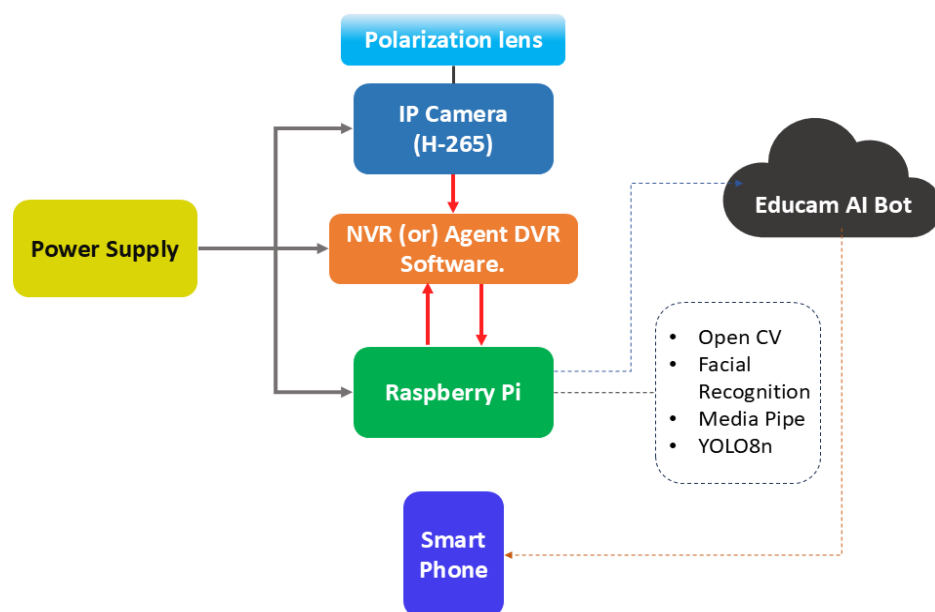 Polarization lens
IP Camera
(H-265)
Educam AI Bot
Power Supply
NVR (or) Agent DVR
Software.
• Open CV
• Facial
Recognition
• Media Pipe
• YOLO8n
Raspberry Pi
Smart
Phone